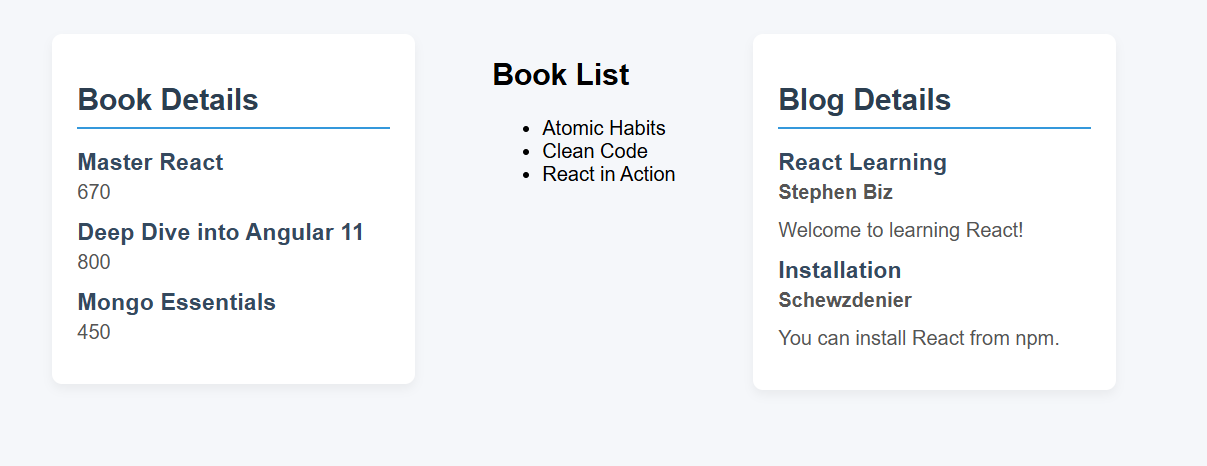 Book Details
Master React
670
Deep Dive into Angular 11
800
Mongo Essentials
450
Book List
Atomic Habits
Clean Code
React in Action
Blog Details
React Learning
Stephen Biz
Welcome to learning React!
Installation
Schewzdenier
You can install React from npm.